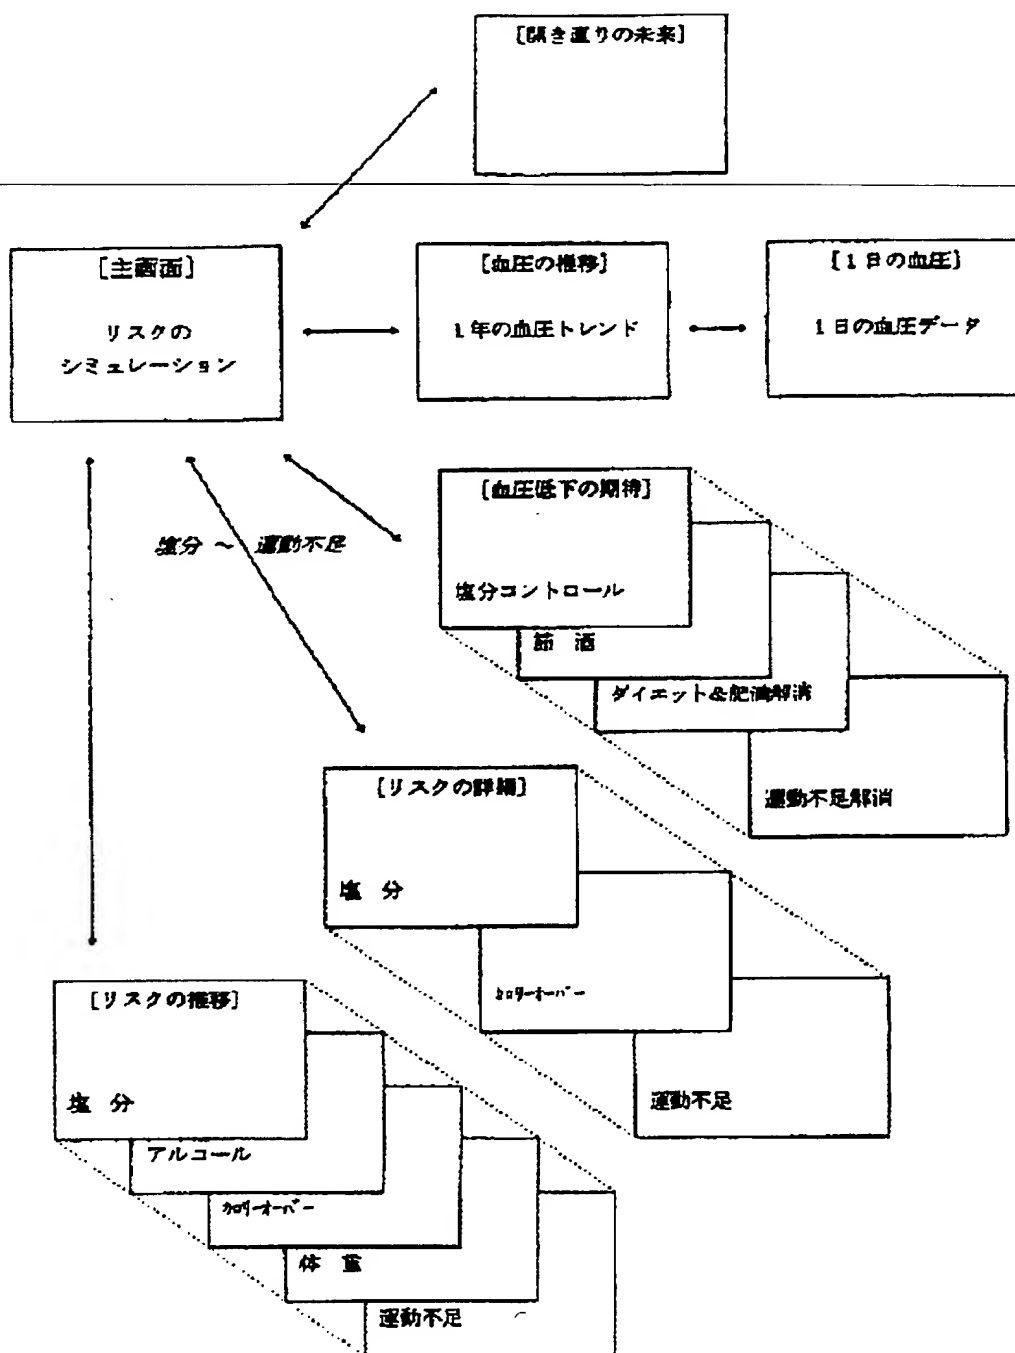 [開き直りの未来]
[主画面]
リスクの
シミュレーション
[血圧の推移]
1年の血圧トレンド
[1日の血圧]
1日の血圧データ
塩分 ～ 運動不足
[血圧低下の期待]
塩分コントロール
節 酒
ダイエット&肥満解消
運動不足解消
[リスクの詳細]
塩 分
カロリーオーバー
運動不足
[リスクの推移]
塩 分
アルコール
カロリーオーバー
体 重
運動不足